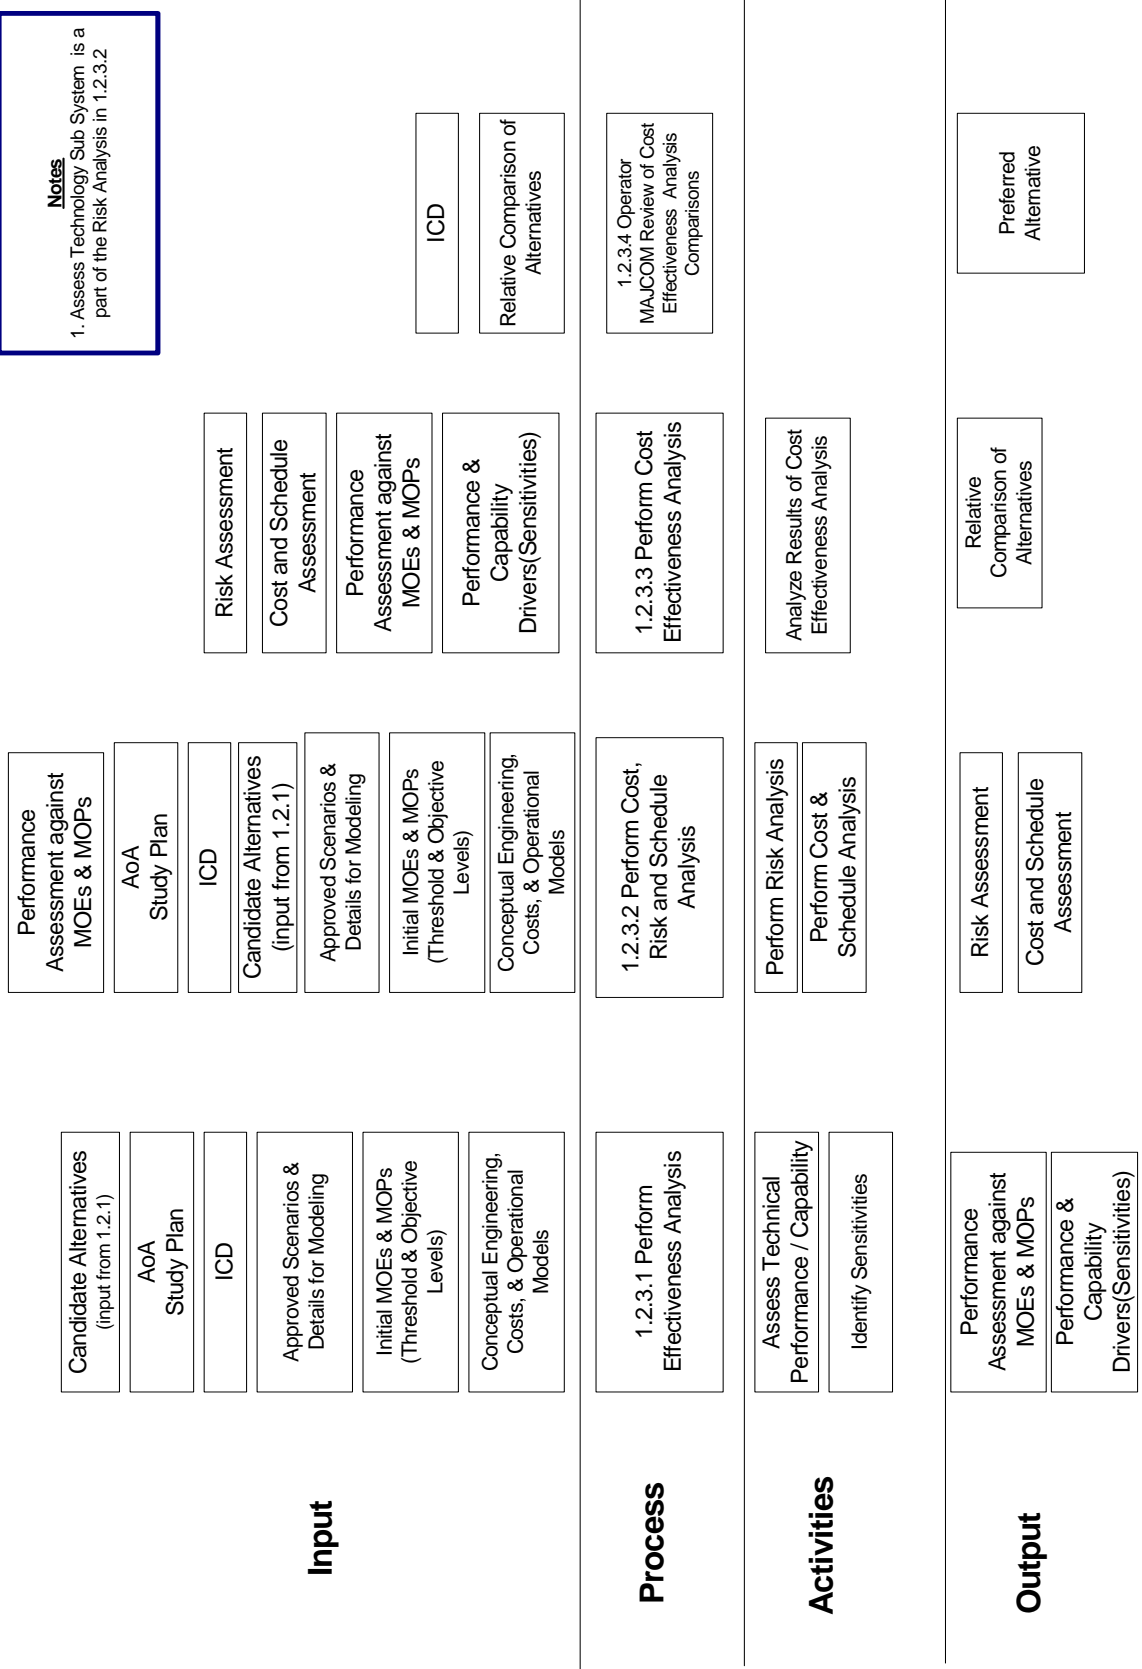 Notes
1. Assess Technology Sub System is a
part of the Risk Analysis in 1.2.3.2
Input
Candidate Alternatives
(input from 1.2.1)
AoA
Study Plan
ICD
Approved Scenarios &
Details for Modeling
Initial MOEs & MOPs
(Threshold & Objective
Levels)
Conceptual Engineering,
Costs, & Operational
Models
Performance
Assessment against
MOEs & MOPs
AoA
Study Plan
ICD
Candidate Alternatives
(input from 1.2.1)
Approved Scenarios &
Details for Modeling
Initial MOEs & MOPs
(Threshold & Objective
Levels)
Conceptual Engineering,
Costs, & Operational
Models
Risk Assessment
Cost and Schedule
Assessment
Performance
Assessment against
MOEs & MOPs
Performance &
Capability
Drivers(Sensitivities)
ICD
Relative Comparison of
Alternatives
Process
1.2.3.1 Perform
Effectiveness Analysis
1.2.3.2 Perform Cost,
Risk and Schedule
Analysis
1.2.3.3 Perform Cost
Effectiveness Analysis
1.2.3.4 Operator
MAJCOM Review of Cost
Effectiveness Analysis
Comparisons
Activities
Assess Technical
Performance / Capability
Identify Sensitivities
Perform Risk Analysis
Perform Cost &
Schedule Analysis
Analyze Results of Cost
Effectiveness Analysis
Output
Performance
Assessment against
MOEs & MOPs
Performance &
Capability
Drivers(Sensitivities)
Risk Assessment
Cost and Schedule
Assessment
Relative
Comparison of
Alternatives
Preferred
Alternative